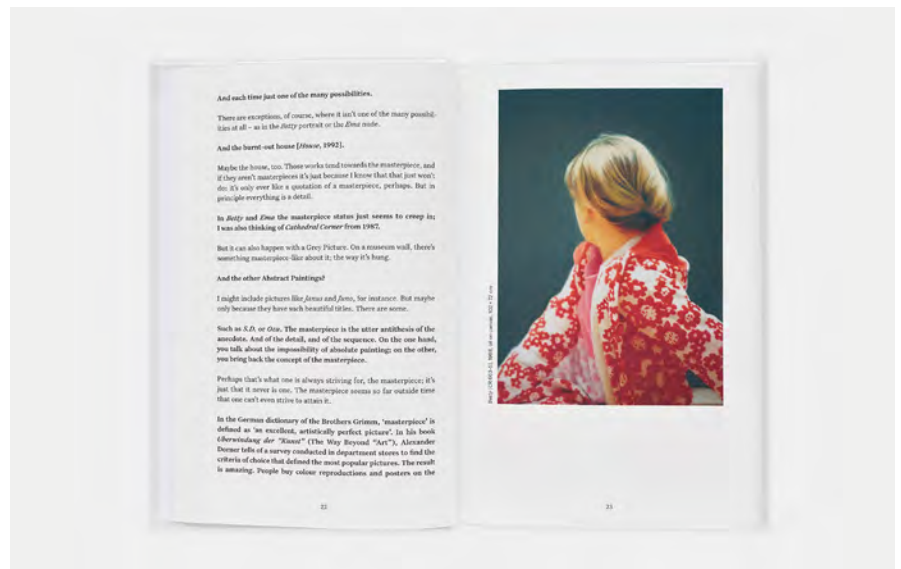 And each time just one of the many possibilities.
There are exceptions, of course, where it isn't one of the many possibil-
ities at all – as in the Betty portrait or the Ema nude.
And the burnt-out house [House, 1992].
Maybe the house, too. Those works tend towards the masterpiece, and
if they aren't masterpieces it's just because I know that that just won't
do; it's only ever like a quotation of a masterpiece, perhaps. But in
principle everything is a detail.
In Betty and Ema the masterpiece status just seems to creep in;
I was also thinking of Cathedral Corner from 1987.
But it can also happen with a Grey Picture. On a museum wall, there's
something masterpiece-like about it; the way it's hung.
And the other Abstract Paintings?
I might include pictures like Janus and Juno, for instance. But maybe
only because they have such beautiful titles. There are some.
Such as S.D. or Ona. The masterpiece is the utter antithesis of the
anecdote. And of the detail, and of the sequence. On the one hand,
you talk about the impossibility of absolute painting; on the other,
you bring back the concept of the masterpiece.
Perhaps that's what one is always striving for, the masterpiece; it's
just that it never is one. The masterpiece seems so far outside time
that one can't even strive to attain it.
In the German dictionary of the Brothers Grimm, 'masterpiece' is
defined as 'an excellent, artistically perfect picture'. In his book
Überwindung der "Kunst" (The Way Beyond "Art"), Alexander
Dorner tells of a survey conducted in department stores to find the
criteria of choice that defined the most popular pictures. The result
is amazing. People buy colour reproductions and posters on the